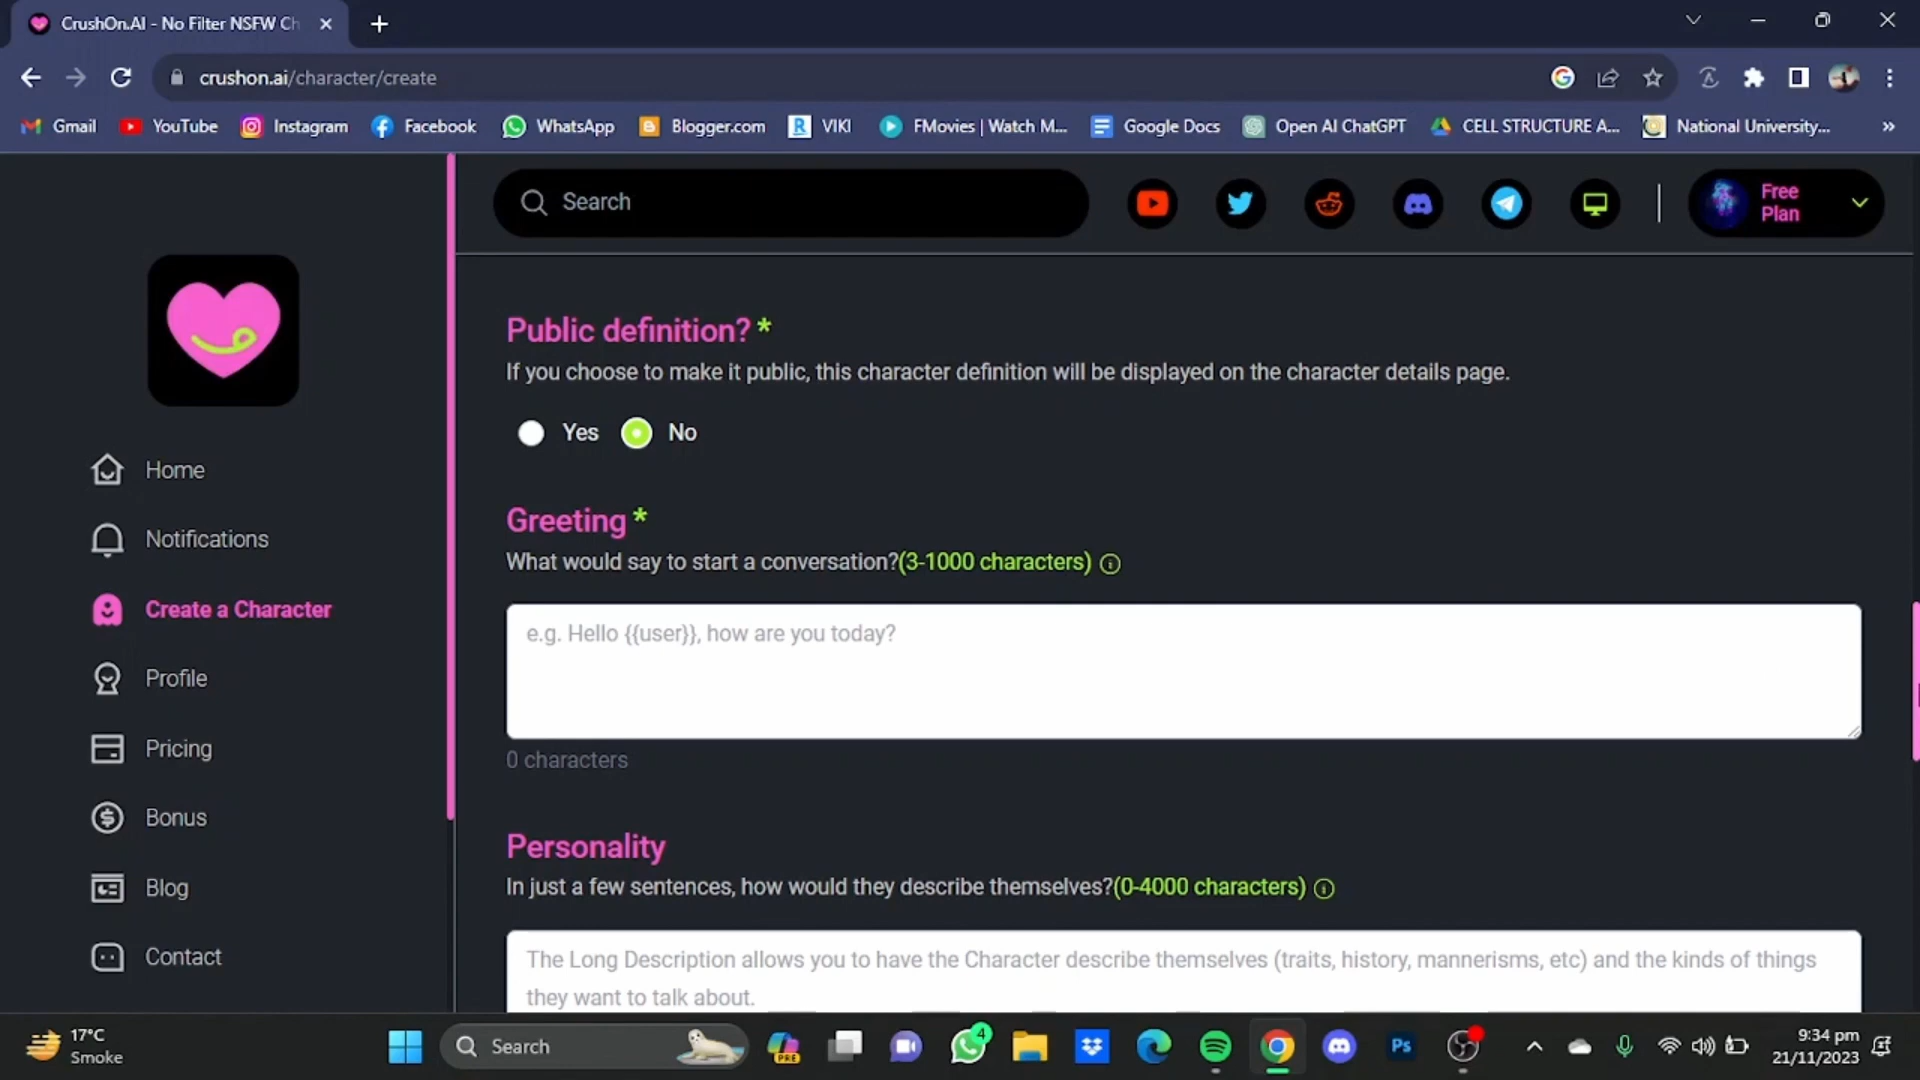 CrushOn.AI - No Filter NSFW Ch
crushon.ai/character/create
Gmail YouTube Instagram Facebook WhatsApp Blogger.com VIKI FMovies | Watch M... Google Docs Open AI ChatGPT CELL STRUCTURE A... National University... »
Search
Free
Plan
Home
Notifications
Create a Character
Profile
Pricing
Bonus
Blog
Contact
Public definition? *
If you choose to make it public, this character definition will be displayed on the character details page.
Yes No
Greeting *
What would say to start a conversation?(3-1000 characters)
e.g. Hello {{user}}, how are you today?
0 characters
Personality
In just a few sentences, how would they describe themselves?(0-4000 characters)
The Long Description allows you to have the Character describe themselves (traits, history, mannerisms, etc) and the kinds of things
they want to talk about.
17°C
Smoke
Search
PRE
4
Ps
9:34 pm
21/11/2023